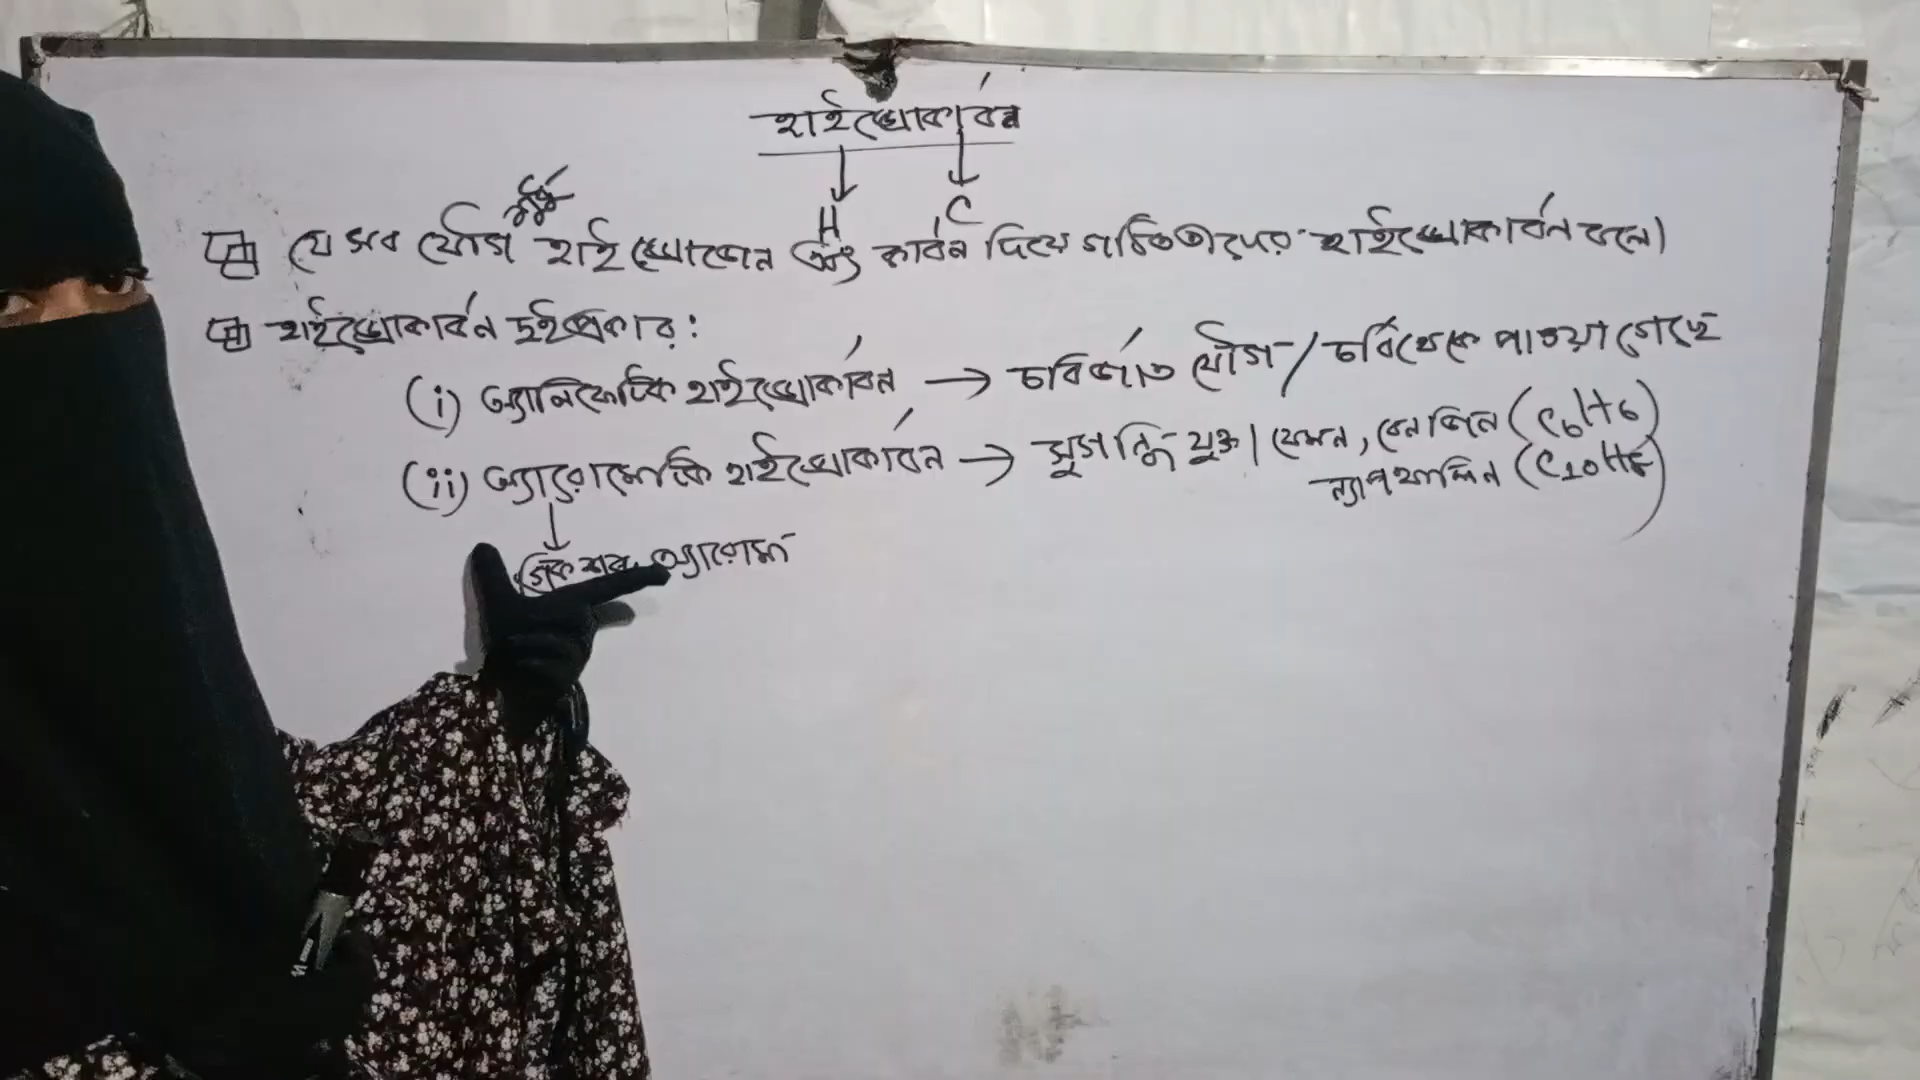 হাইড্রোকার্বন
H C
যে সব যৌগ শুধু হাইড্রোজেন এবং কার্বন দিয়ে গঠিত তাদের হাইড্রোকার্বন বলে।
হাইড্রোকার্বন দুই প্রকার:
(i) অ্যালিফেটিক হাইড্রোকার্বন → চর্বিজাত যৌগ / চর্বি থেকে পাওয়া গেছে
(ii) অ্যারোমেটিক হাইড্রোকার্বন → সুগন্ধি যুক্ত। যেমন, বেনজিন (C6H6)
ন্যাপথালিন (C10H8)
গ্রিক শব্দ অ্যারোমা